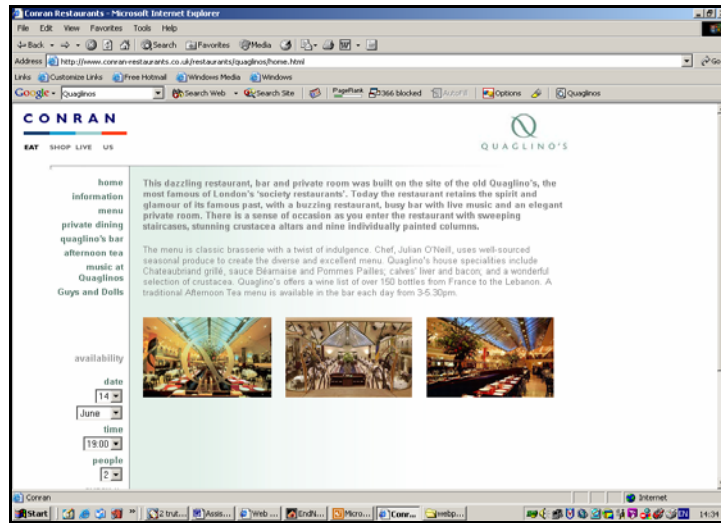 Conran Restaurants - Microsoft Internet Explorer
File Edit View Favorites Tools Help
Back Search Favorites Media
Address http://www.conran-restaurants.co.uk/restaurants/quaglinos/home.html Go
Links Customize Links Free Hotmail Windows Media Windows
Google Quaglinos Search Web Search Site PageRank 366 blocked AutoFill Options Quaglinos
CONRAN
EAT SHOP LIVE US
QUAGLINO'S
home
information
menu
private dining
quaglino's bar
afternoon tea
music at
Quaglinos
Guys and Dolls
availability
date
14
June
time
19:00
people
2
This dazzling restaurant, bar and private room was built on the site of the old Quaglino's, the
most famous of London's 'society restaurants'. Today the restaurant retains the spirit and
glamour of its famous past, with a buzzing restaurant, busy bar with live music and an elegant
private room. There is a sense of occasion as you enter the restaurant with sweeping
staircases, stunning crustacea altars and nine individually painted columns.
The menu is classic brasserie with a twist of indulgence. Chef, Julian O'Neill, uses well-sourced
seasonal produce to create the diverse and excellent menu. Quaglino's house specialities include
Chateaubriand grillé, sauce Béarnaise and Pommes Pailles; calves' liver and bacon; and a wonderful
selection of crustacea. Quaglino's offers a wine list of over 150 bottles from France to the Lebanon. A
traditional Afternoon Tea menu is available in the bar each day from 3-5.30pm.
Conran Internet
Start 2 trut... Assis... Web ... EndN... Micro... Conr... webp... EN 14:34